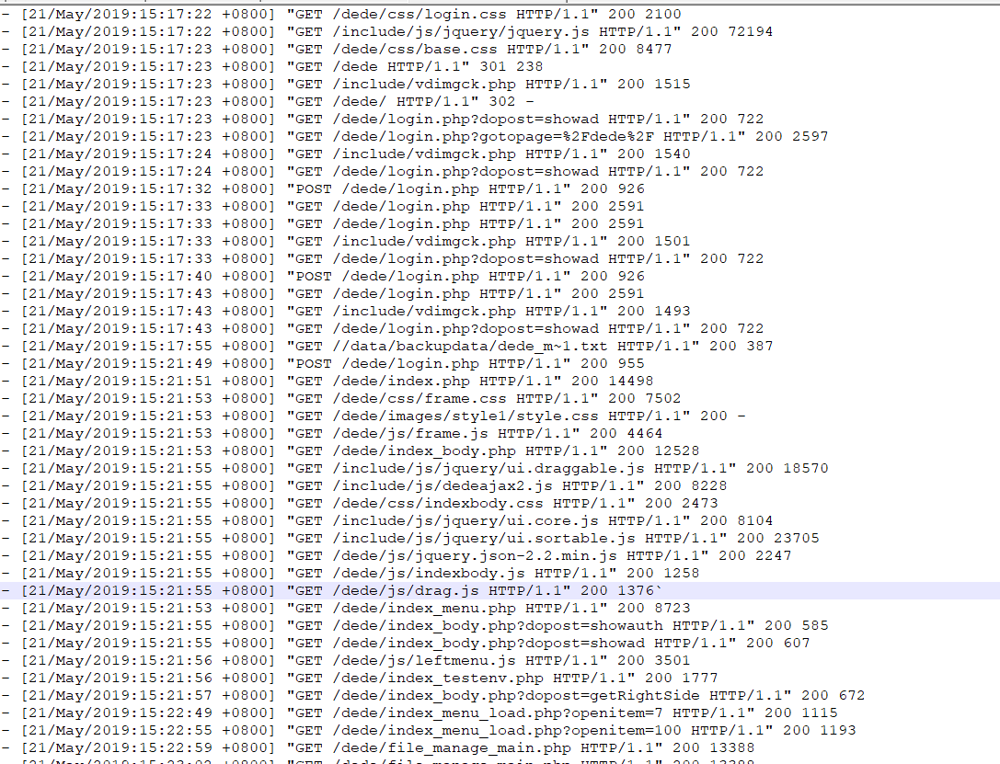 - [21/May/2019:15:17:22 +0800] "GET /dede/css/login.css HTTP/1.1" 200 2100
- [21/May/2019:15:17:22 +0800] "GET /include/js/jquery/jquery.js HTTP/1.1" 200 72194
- [21/May/2019:15:17:23 +0800] "GET /dede/css/base.css HTTP/1.1" 200 8477
- [21/May/2019:15:17:23 +0800] "GET /dede HTTP/1.1" 301 238
- [21/May/2019:15:17:23 +0800] "GET /include/vdimgck.php HTTP/1.1" 200 1515
- [21/May/2019:15:17:23 +0800] "GET /dede/ HTTP/1.1" 302 -
- [21/May/2019:15:17:23 +0800] "GET /dede/login.php?dopost=showad HTTP/1.1" 200 722
- [21/May/2019:15:17:23 +0800] "GET /dede/login.php?gotopage=%2Fdede%2F HTTP/1.1" 200 2597
- [21/May/2019:15:17:24 +0800] "GET /include/vdimgck.php HTTP/1.1" 200 1540
- [21/May/2019:15:17:24 +0800] "GET /dede/login.php?dopost=showad HTTP/1.1" 200 722
- [21/May/2019:15:17:32 +0800] "POST /dede/login.php HTTP/1.1" 200 926
- [21/May/2019:15:17:33 +0800] "GET /dede/login.php HTTP/1.1" 200 2591
- [21/May/2019:15:17:33 +0800] "GET /dede/login.php HTTP/1.1" 200 2591
- [21/May/2019:15:17:33 +0800] "GET /include/vdimgck.php HTTP/1.1" 200 1501
- [21/May/2019:15:17:33 +0800] "GET /dede/login.php?dopost=showad HTTP/1.1" 200 722
- [21/May/2019:15:17:40 +0800] "POST /dede/login.php HTTP/1.1" 200 926
- [21/May/2019:15:17:43 +0800] "GET /dede/login.php HTTP/1.1" 200 2591
- [21/May/2019:15:17:43 +0800] "GET /include/vdimgck.php HTTP/1.1" 200 1493
- [21/May/2019:15:17:43 +0800] "GET /dede/login.php?dopost=showad HTTP/1.1" 200 722
- [21/May/2019:15:17:55 +0800] "GET //data/backupdata/dede_m~1.txt HTTP/1.1" 200 387
- [21/May/2019:15:21:49 +0800] "POST /dede/login.php HTTP/1.1" 200 955
- [21/May/2019:15:21:51 +0800] "GET /dede/index.php HTTP/1.1" 200 14498
- [21/May/2019:15:21:53 +0800] "GET /dede/css/frame.css HTTP/1.1" 200 7502
- [21/May/2019:15:21:53 +0800] "GET /dede/images/style1/style.css HTTP/1.1" 200 -
- [21/May/2019:15:21:53 +0800] "GET /dede/js/frame.js HTTP/1.1" 200 4464
- [21/May/2019:15:21:53 +0800] "GET /dede/index_body.php HTTP/1.1" 200 12528
- [21/May/2019:15:21:55 +0800] "GET /include/js/jquery/ui.draggable.js HTTP/1.1" 200 18570
- [21/May/2019:15:21:55 +0800] "GET /include/js/dedeajax2.js HTTP/1.1" 200 8228
- [21/May/2019:15:21:55 +0800] "GET /dede/css/indexbody.css HTTP/1.1" 200 2473
- [21/May/2019:15:21:55 +0800] "GET /include/js/jquery/ui.core.js HTTP/1.1" 200 8104
- [21/May/2019:15:21:55 +0800] "GET /include/js/jquery/ui.sortable.js HTTP/1.1" 200 23705
- [21/May/2019:15:21:55 +0800] "GET /dede/js/jquery.json-2.2.min.js HTTP/1.1" 200 2247
- [21/May/2019:15:21:55 +0800] "GET /dede/js/indexbody.js HTTP/1.1" 200 1258
- [21/May/2019:15:21:55 +0800] "GET /dede/js/drag.js HTTP/1.1" 200 1376`
- [21/May/2019:15:21:53 +0800] "GET /dede/index_menu.php HTTP/1.1" 200 8723
- [21/May/2019:15:21:55 +0800] "GET /dede/index_body.php?dopost=showauth HTTP/1.1" 200 585
- [21/May/2019:15:21:55 +0800] "GET /dede/index_body.php?dopost=showad HTTP/1.1" 200 607
- [21/May/2019:15:21:56 +0800] "GET /dede/js/leftmenu.js HTTP/1.1" 200 3501
- [21/May/2019:15:21:56 +0800] "GET /dede/index_testenv.php HTTP/1.1" 200 1777
- [21/May/2019:15:21:57 +0800] "GET /dede/index_body.php?dopost=getRightSide HTTP/1.1" 200 672
- [21/May/2019:15:22:49 +0800] "GET /dede/index_menu_load.php?openitem=7 HTTP/1.1" 200 1115
- [21/May/2019:15:22:55 +0800] "GET /dede/index_menu_load.php?openitem=100 HTTP/1.1" 200 1193
- [21/May/2019:15:22:59 +0800] "GET /dede/file_manage_main.php HTTP/1.1" 200 13388